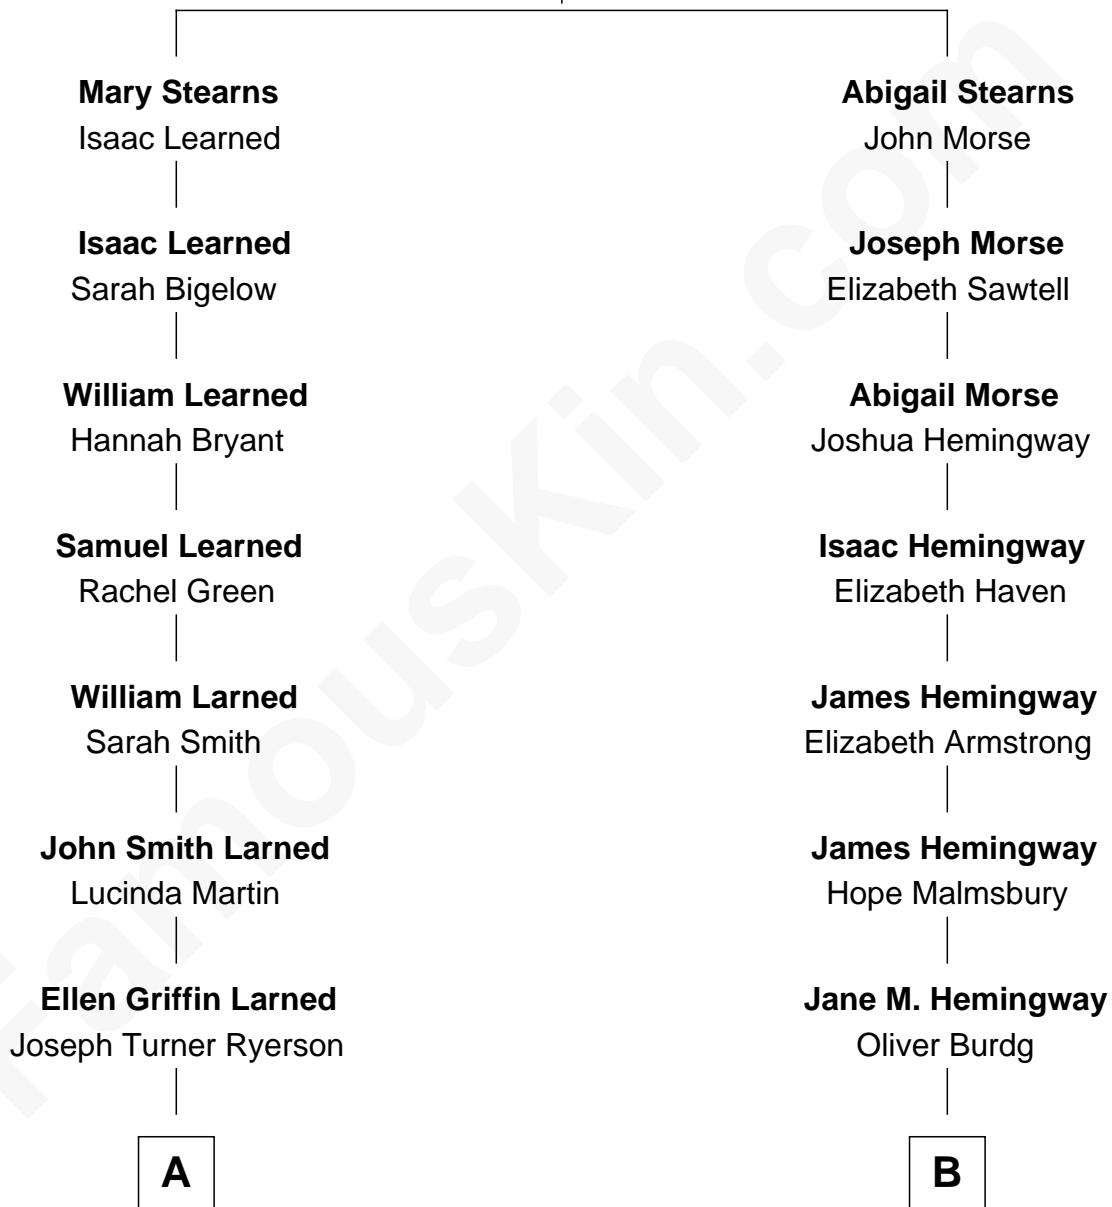 Mary Stearns
Isaac Learned
Isaac Learned
Sarah Bigelow
William Learned
Hannah Bryant
Samuel Learned
Rachel Green
William Larned
Sarah Smith
John Smith Larned
Lucinda Martin
Ellen Griffin Larned
Joseph Turner Ryerson
A
Abigail Stearns
John Morse
Joseph Morse
Elizabeth Sawtell
Abigail Morse
Joshua Hemingway
Isaac Hemingway
Elizabeth Haven
James Hemingway
Elizabeth Armstrong
James Hemingway
Hope Malmsbury
Jane M. Hemingway
Oliver Burdg
B
FamousKin.com